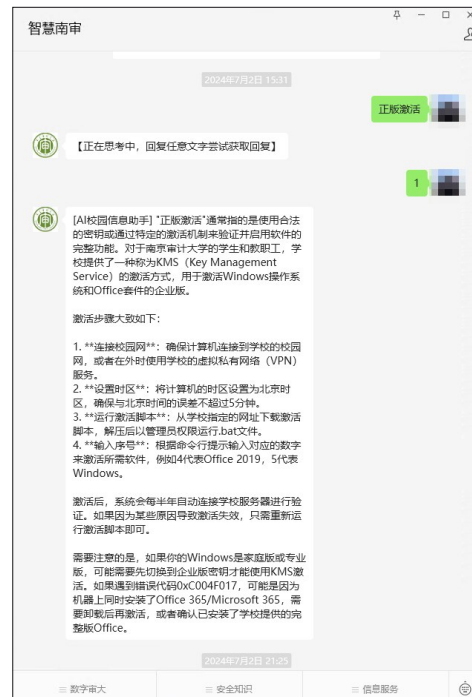 智慧南审
2024年7月2日 15:31
正版激活
【正在思考中，回复任意文字尝试获取回复】
1
[AI校园信息助手] "正版激活"通常指的是使用合法
的密钥或通过特定的激活机制来验证并启用软件的
完整功能。对于南京审计大学的学生和教职工，学
校提供了一种称为KMS（Key Management
Service）的激活方式，用于激活Windows操作系
统和Office套件的企业版。
激活步骤大致如下：
1. **连接校园网**：确保计算机连接到学校的校园
网，或者在外时使用学校的虚拟私有网络（VPN）
服务。
2. **设置时区**：将计算机的时区设置为北京时
区，确保与北京时间的误差不超过5分钟。
3. **运行激活脚本**：从学校指定的网址下载激活
脚本，解压后以管理员权限运行.bat文件。
4. **输入序号**：根据命令行提示输入对应的数字
来激活所需软件，例如4代表Office 2019，5代表
Windows。
激活后，系统会每半年自动连接学校服务器进行验
证。如果因为某些原因导致激活失效，只需重新运
行激活脚本即可。
需要注意的是，如果你的Windows是家庭版或专业
版，可能需要先切换到企业版密钥才能使用KMS激
活。如果遇到错误代码0xC004F017，可能是因为
机器上同时安装了Office 365/Microsoft 365，需
要卸载后再激活，或者确认已安装了学校提供的完
整版Office。
2024年7月2日 21:25
数字审大
安全知识
信息服务